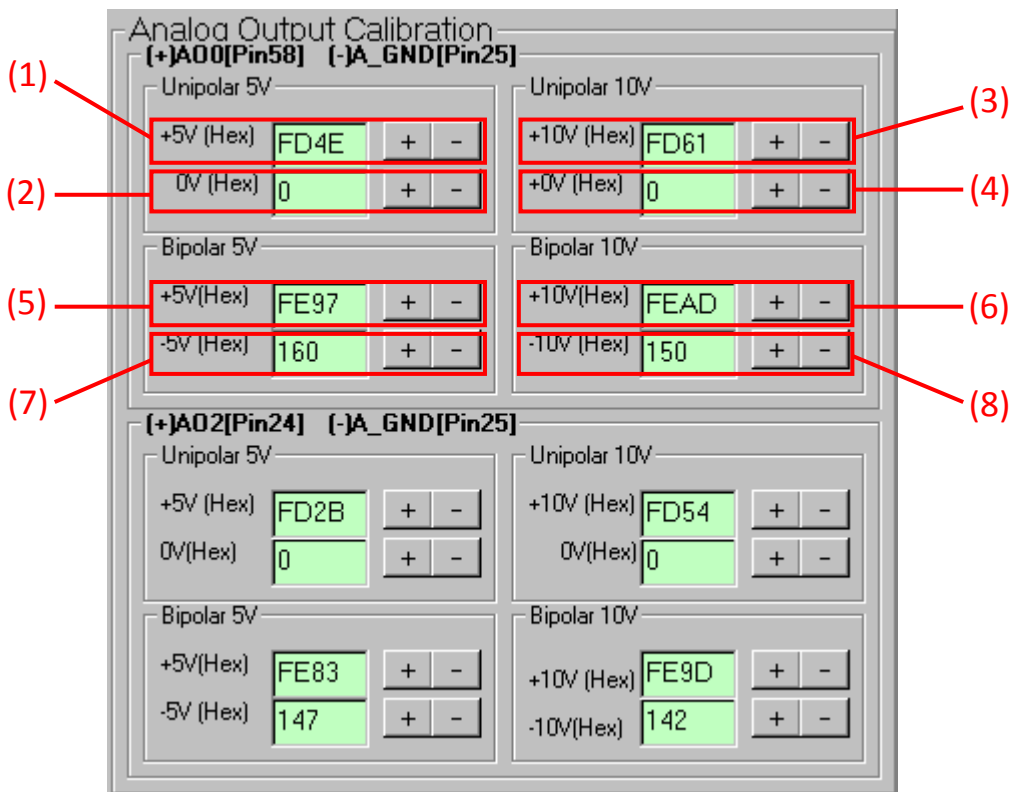 Analog Output Calibration
(+)AO0[Pin58] (-)A_GND[Pin25]
(1)
Unipolar 5V
+5V (Hex) FD4E + -
(2)
0V (Hex) 0 + -
Unipolar 10V
+10V (Hex) FD61 + -
(3)
+0V (Hex) 0 + -
(4)
Bipolar 5V
(5)
+5V(Hex) FE97 + -
(7)
-5V (Hex) 160 + -
Bipolar 10V
+10V(Hex) FEAD + -
(6)
-10V (Hex) 150 + -
(8)
(+)AO2[Pin24] (-)A_GND[Pin25]
Unipolar 5V
+5V (Hex) FD2B + -
0V(Hex) 0 + -
Unipolar 10V
+10V (Hex) FD54 + -
0V(Hex) 0 + -
Bipolar 5V
+5V(Hex) FE83 + -
-5V (Hex) 147 + -
Bipolar 10V
+10V (Hex) FE9D + -
-10V(Hex) 142 + -